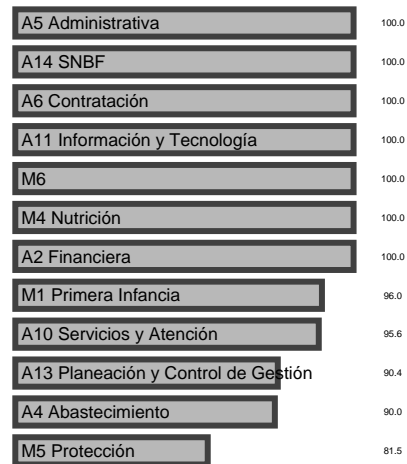 A5 Administrativa 100.0
A14 SNBF 100.0
A6 Contratación 100.0
A11 Información y Tecnología 100.0
M6 100.0
M4 Nutrición 100.0
A2 Financiera 100.0
M1 Primera Infancia 96.0
A10 Servicios y Atención 95.6
A13 Planeación y Control de Gestión 90.4
A4 Abastecimiento 90.0
M5 Protección 81.5